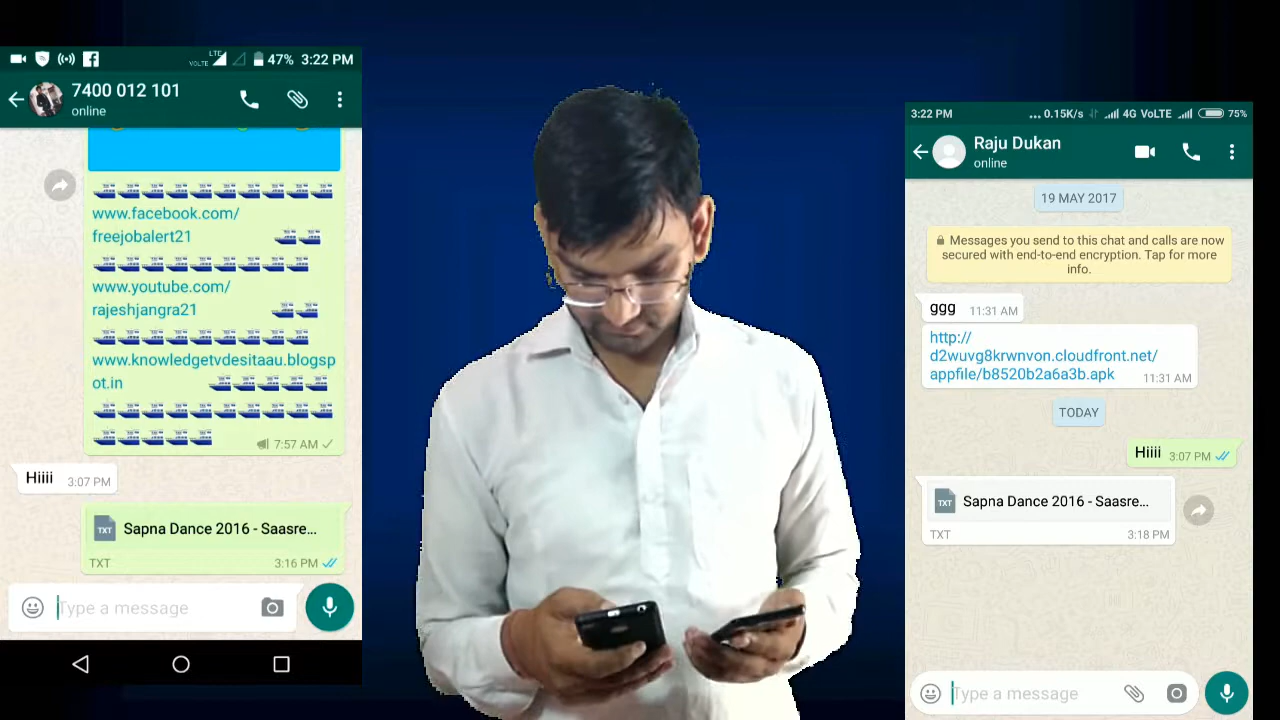 LTE
VOLTE
47% 3:22 PM
7400 012 101
online
www.facebook.com/
freejobalert21
www.youtube.com/
rajeshjangra21
www.knowledgetvdesitaau.blogsp
ot.in
7:57 AM
Hiiii 3:07 PM
TXT Sapna Dance 2016 - Saasre...
TXT 3:16 PM
Type a message
3:22 PM ... 0.15K/s 4G VoLTE 75%
Raju Dukan
online
19 MAY 2017
Messages you send to this chat and calls are now
secured with end-to-end encryption. Tap for more
info.
ggg 11:31 AM
http://
d2wuvg8krwnvon.cloudfront.net/
appfile/b8520b2a6a3b.apk 11:31 AM
TODAY
Hiiii 3:07 PM
TXT Sapna Dance 2016 - Saasre...
TXT 3:18 PM
Type a message